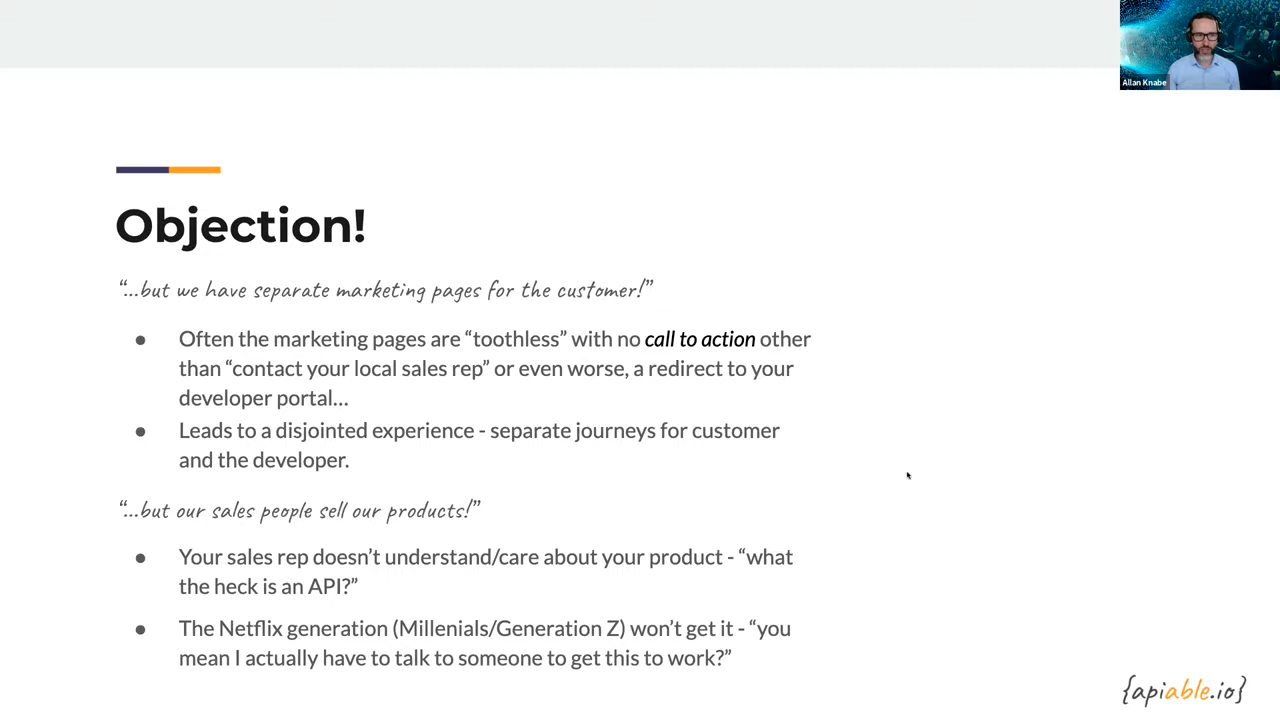 Allan Knabe
Objection!
“...but we have separate marketing pages for the customer!”
● Often the marketing pages are “toothless” with no call to action other
than “contact your local sales rep” or even worse, a redirect to your
developer portal...
● Leads to a disjointed experience - separate journeys for customer
and the developer.
“...but our sales people sell our products!”
● Your sales rep doesn’t understand/care about your product - “what
the heck is an API?”
● The Netflix generation (Millenials/Generation Z) won’t get it - “you
mean I actually have to talk to someone to get this to work?”
{apiable.io}